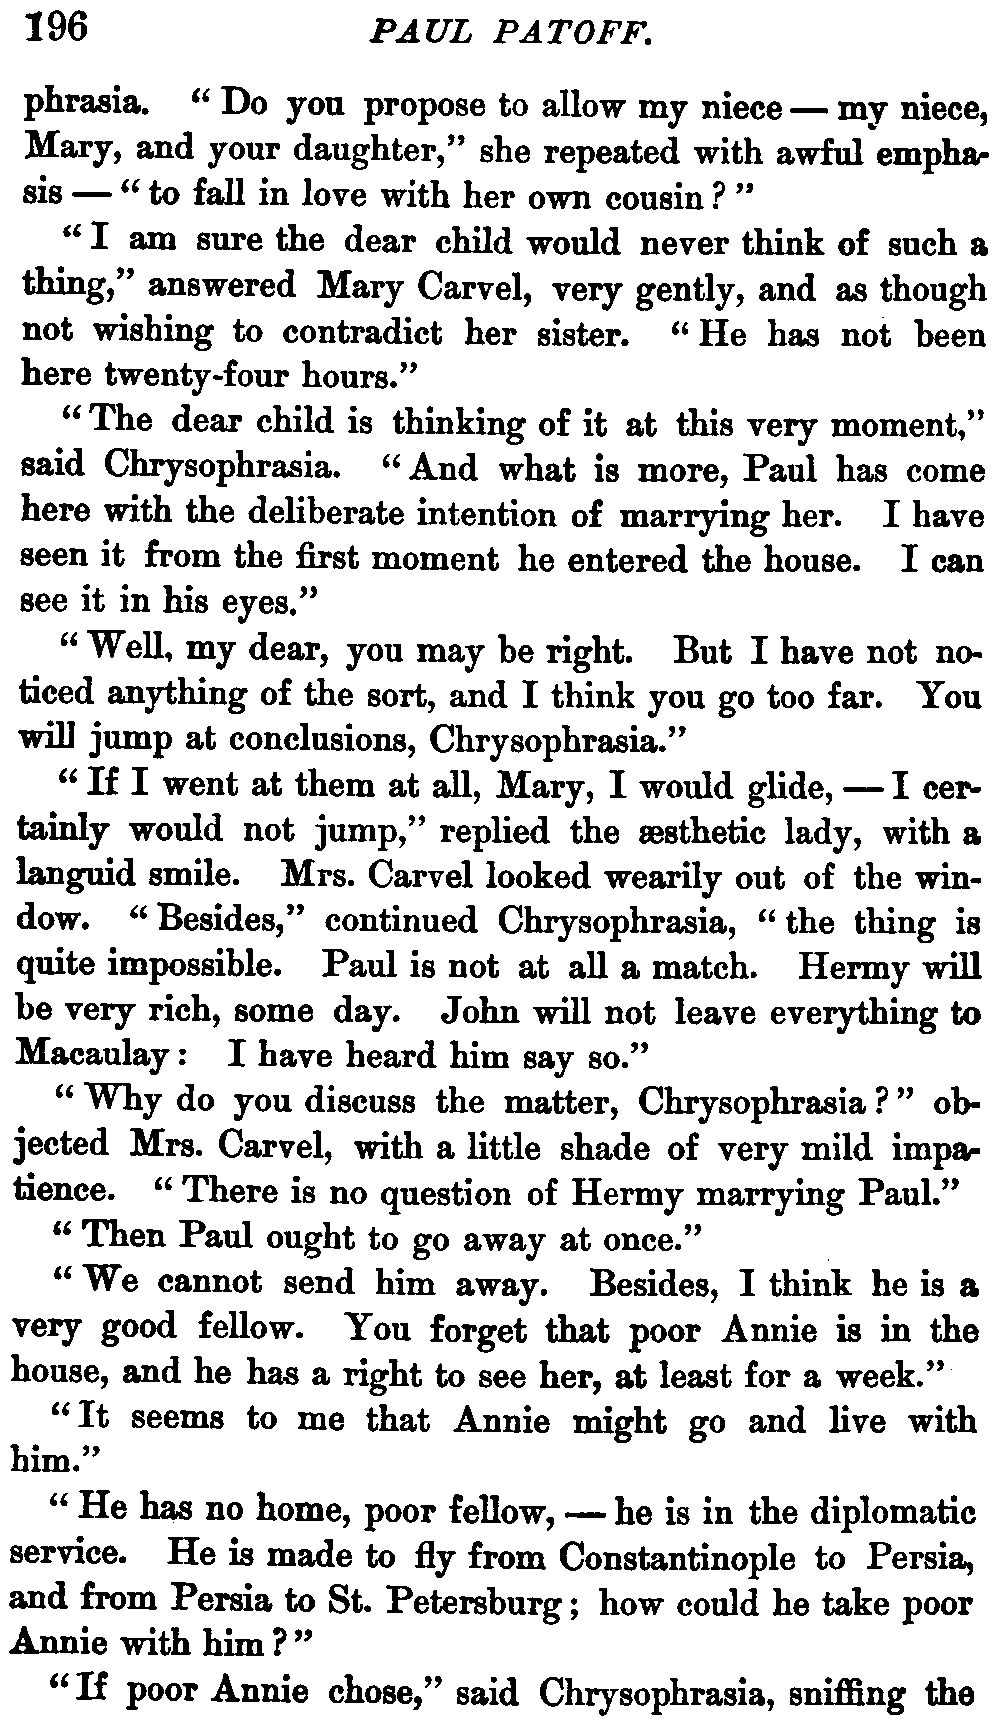 196 PAUL PATOFF.
phrasia. “ Do you propose to allow my niece — my niece,
Mary, and your daughter,” she repeated with awful empha-
sis — “ to fall in love with her own cousin ? ”
“ I am sure the dear child would never think of such a
thing,” answered Mary Carvel, very gently, and as though
not wishing to contradict her sister. “ He has not been
here twenty-four hours.”
“ The dear child is thinking of it at this very moment,”
said Chrysophrasia. “ And what is more, Paul has come
here with the deliberate intention of marrying her. I have
seen it from the first moment he entered the house. I can
see it in his eyes.”
“ Well, my dear, you may be right. But I have not no-
ticed anything of the sort, and I think you go too far. You
will jump at conclusions, Chrysophrasia.”
“ If I went at them at all, Mary, I would glide, — I cer-
tainly would not jump,” replied the æsthetic lady, with a
languid smile. Mrs. Carvel looked wearily out of the win-
dow. “ Besides,” continued Chrysophrasia, “ the thing is
quite impossible. Paul is not at all a match. Hermy will
be very rich, some day. John will not leave everything to
Macaulay : I have heard him say so.”
“ Why do you discuss the matter, Chrysophrasia ? ” ob-
jected Mrs. Carvel, with a little shade of very mild impa-
tience. “ There is no question of Hermy marrying Paul.”
“ Then Paul ought to go away at once.”
“ We cannot send him away. Besides, I think he is a
very good fellow. You forget that poor Annie is in the
house, and he has a right to see her, at least for a week.”
“ It seems to me that Annie might go and live with
him.”
“ He has no home, poor fellow, — he is in the diplomatic
service. He is made to fly from Constantinople to Persia,
and from Persia to St. Petersburg ; how could he take poor
Annie with him ? ”
“ If poor Annie chose,” said Chrysophrasia, sniffing the